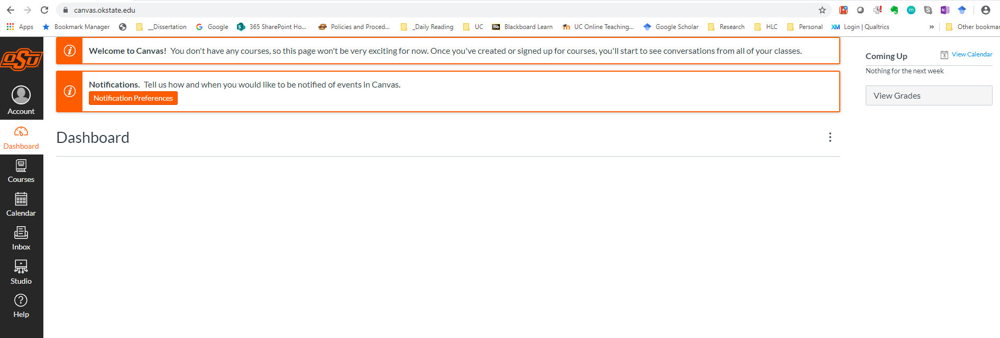 canvas.okstate.edu
Apps Bookmark Manager __Dissertation Google 365 SharePoint Ho... Policies and Proced... _Daily Reading UC Bb Blackboard Learn UC Online Teaching... Google Scholar Research HLC Personal XM Login | Qualtrics » Other bookmar
OSU
Account
Dashboard
Courses
Calendar
Inbox
Studio
Help
Welcome to Canvas! You don't have any courses, so this page won't be very exciting for now. Once you've created or signed up for courses, you'll start to see conversations from all of your classes.
Notifications. Tell us how and when you would like to be notified of events in Canvas.
Notification Preferences
Dashboard
Coming Up 3 View Calendar
Nothing for the next week
View Grades